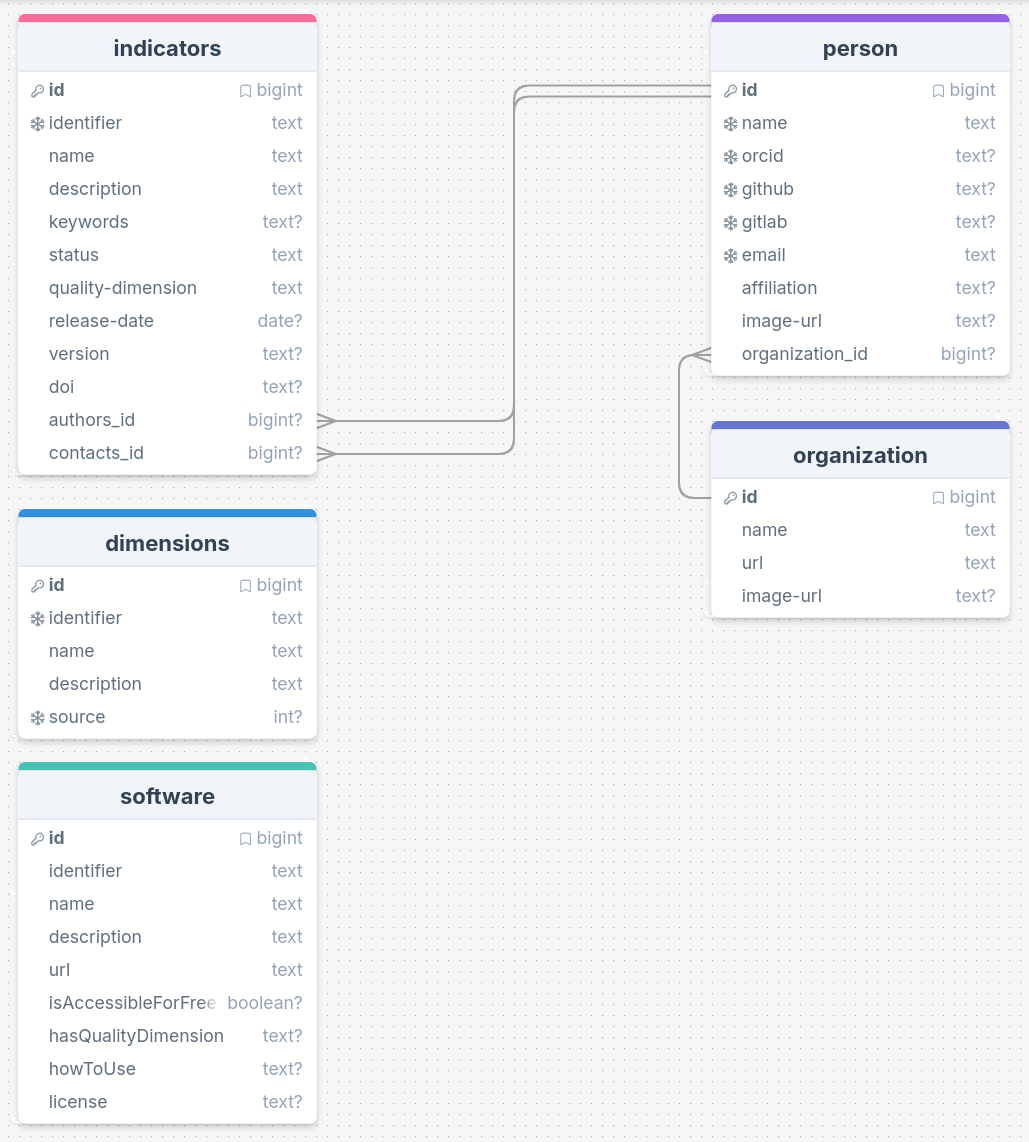 indicators
id bigint
identifier text
name text
description text
keywords text?
status text
quality-dimension text
release-date date?
version text?
doi text?
authors_id bigint?
contacts_id bigint?
dimensions
id bigint
identifier text
name text
description text
source int?
software
id bigint
identifier text
name text
description text
url text
isAccessibleForFree boolean?
hasQualityDimension text?
howToUse text?
license text?
person
id bigint
name text
orcid text?
github text?
gitlab text?
email text
affiliation text?
image-url text?
organization_id bigint?
organization
id bigint
name text
url text
image-url text?